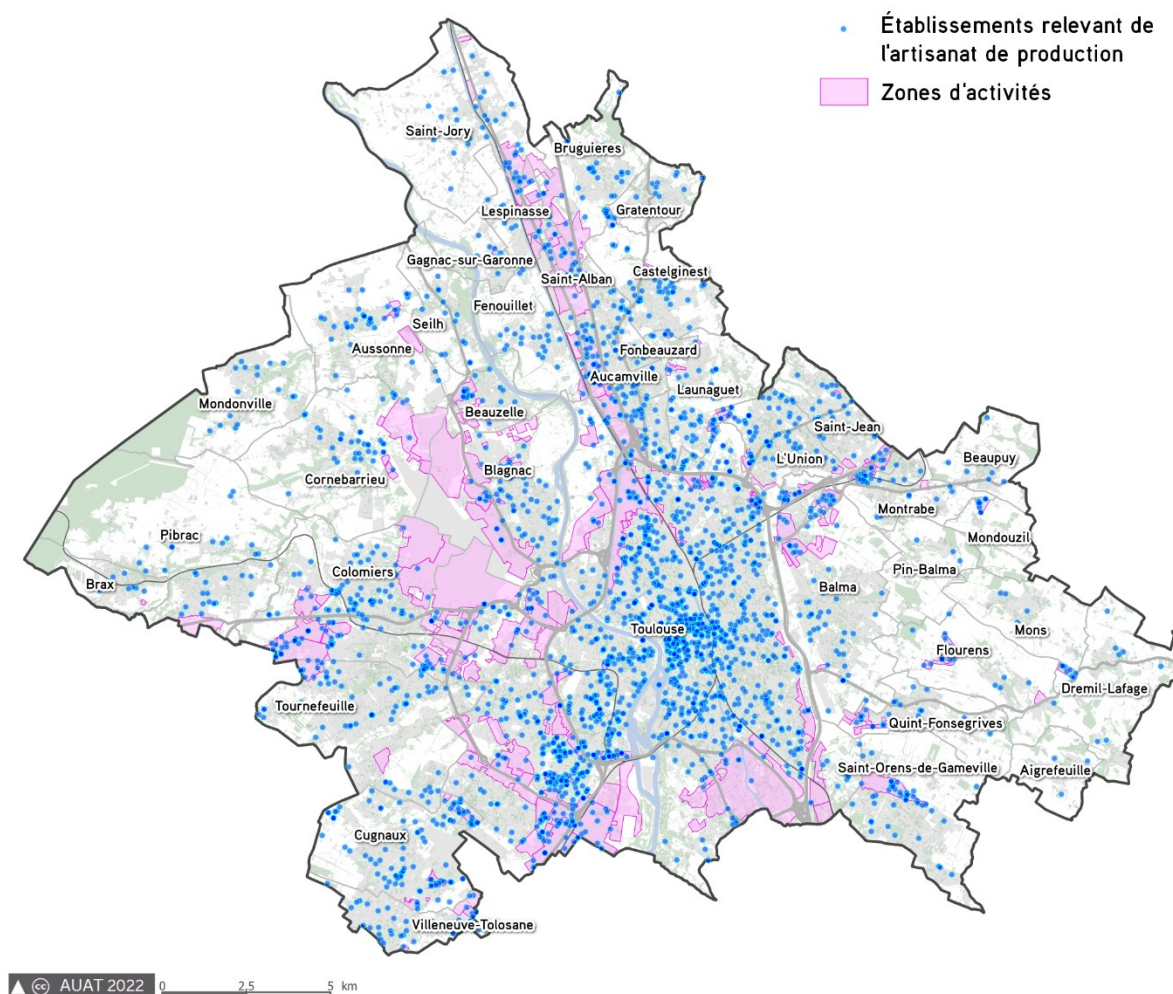 Établissements relevant de
l'artisanat de production
Zones d'activités
Saint-Jory
Bruguieres
Lespinasse
Gratentour
Gagnac-sur-Garonne
Saint-Alban
Castelginest
Fenouillet
Seilh
Aussonne
Fonbeauzard
Aucamville
Launaguet
Mondonville
Beauzelle
Saint-Jean
L'Union
Beaupuy
Blagnac
Cornebarrieu
Montrabe
Pibrac
Mondouzil
Colomiers
Pin-Balma
Brax
Balma
Toulouse
Mons
Flourens
Dremil-Lafage
Tournefeuille
Quint-Fonsegrives
Saint-Orens-de-Gameville
Aigrefeuille
Cugnaux
Villeneuve-Tolosane
cc AUAT 2022
0 2,5 5 km